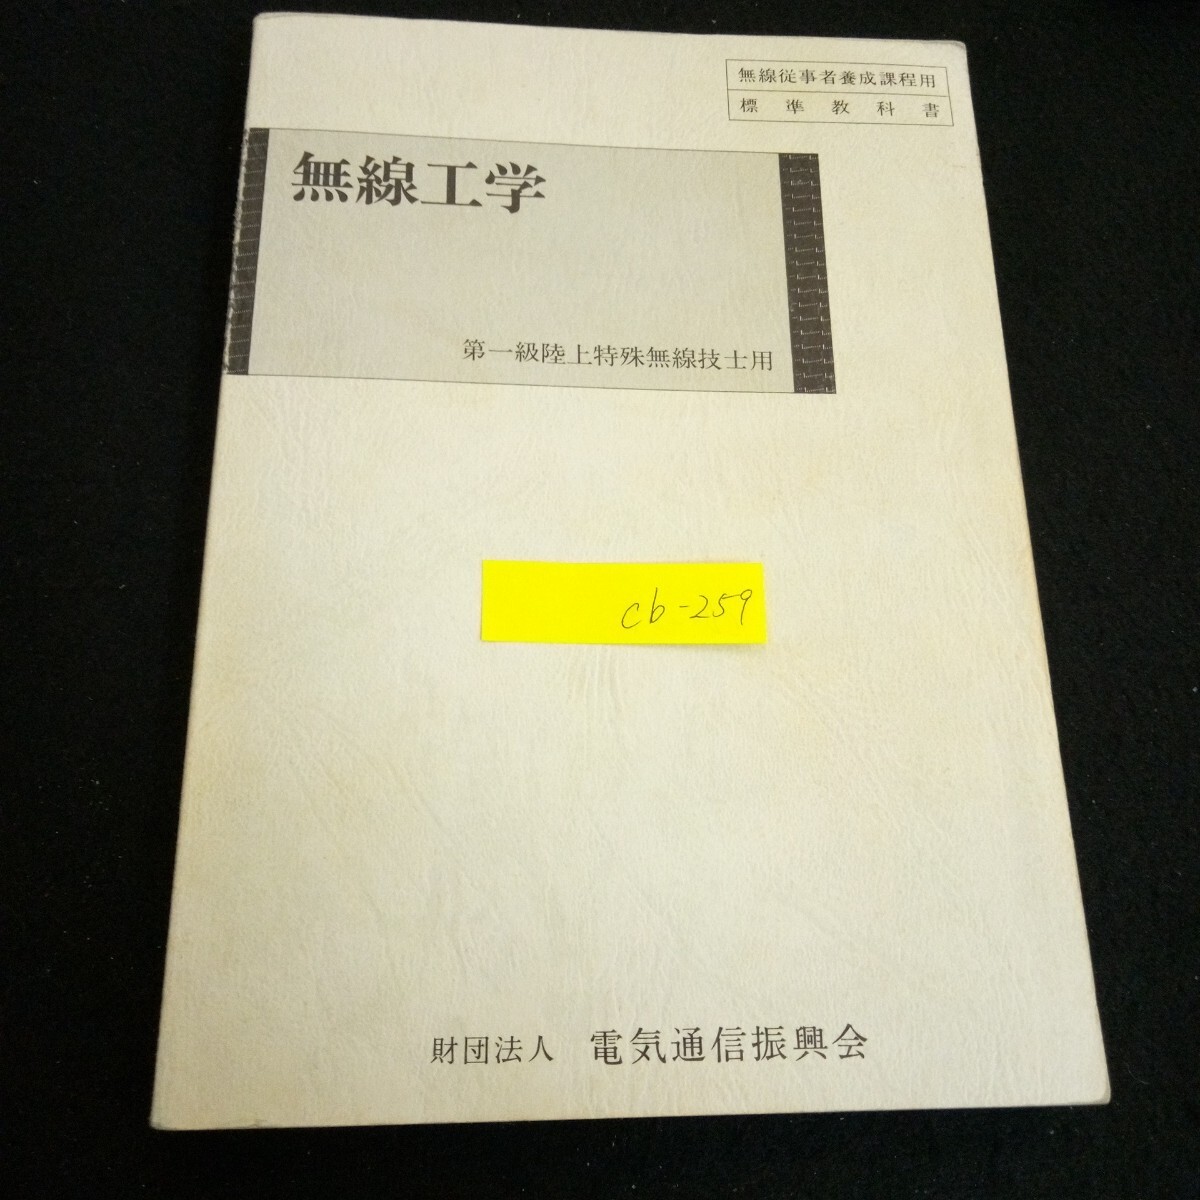 無線従事者養成課程用
標準教科書
無線工学
第一級陸上特殊無線技士用
cb-259
財団法人 電気通信振興会